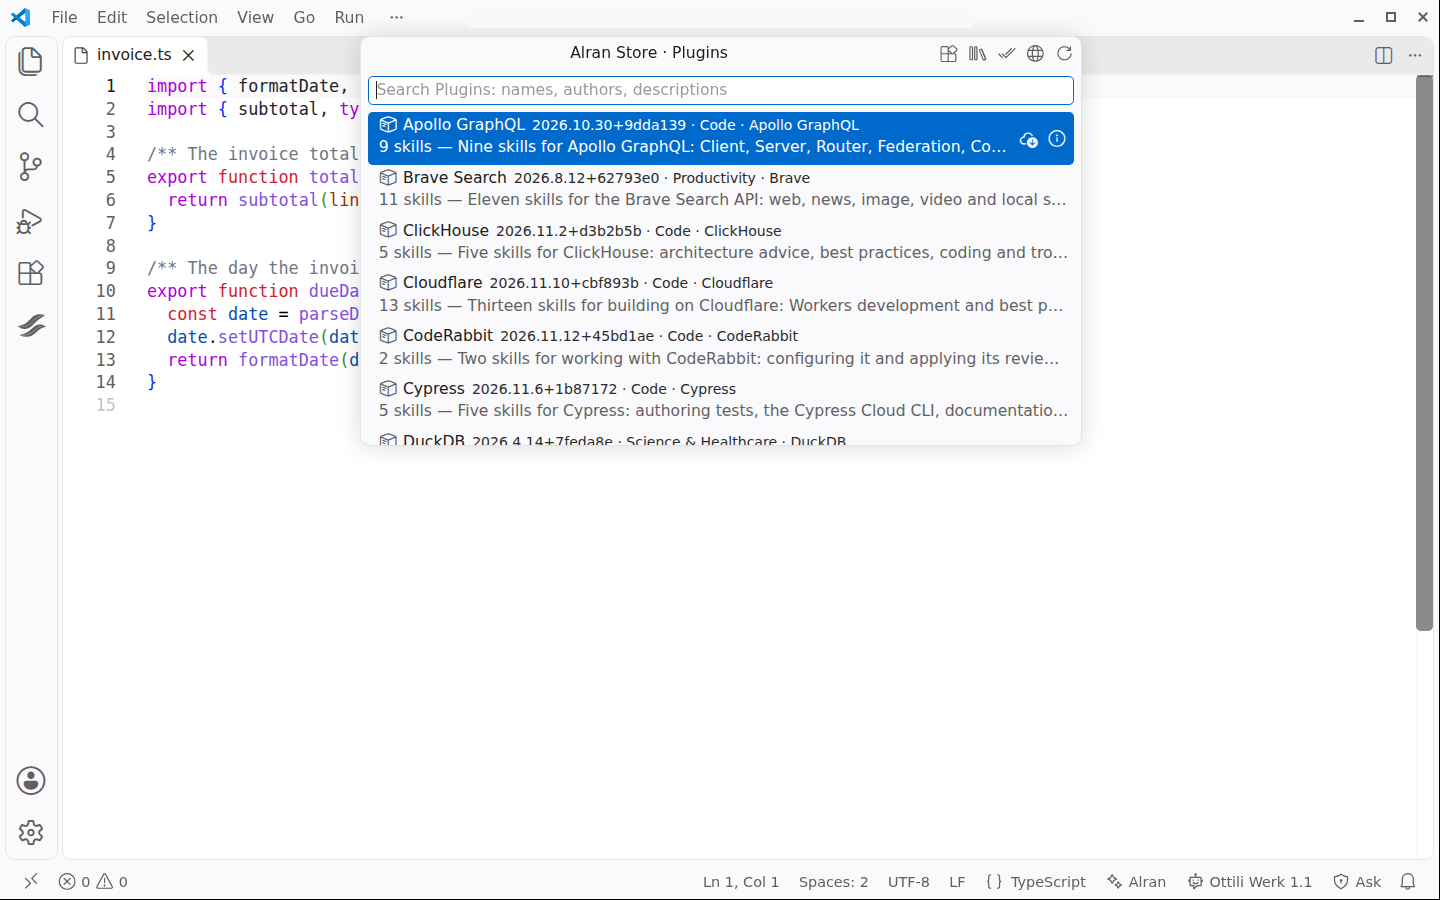 File Edit Selection View Go Run ···
invoice.ts
Alran Store · Plugins
Search Plugins: names, authors, descriptions
Apollo GraphQL 2026.10.30+9dda139 · Code · Apollo GraphQL
9 skills — Nine skills for Apollo GraphQL: Client, Server, Router, Federation, Co…
Brave Search 2026.8.12+62793e0 · Productivity · Brave
11 skills — Eleven skills for the Brave Search API: web, news, image, video and local s…
ClickHouse 2026.11.2+d3b2b5b · Code · ClickHouse
5 skills — Five skills for ClickHouse: architecture advice, best practices, coding and tro…
Cloudflare 2026.11.10+cbf893b · Code · Cloudflare
13 skills — Thirteen skills for building on Cloudflare: Workers development and best p…
CodeRabbit 2026.11.12+45bd1ae · Code · CodeRabbit
2 skills — Two skills for working with CodeRabbit: configuring it and applying its revie…
Cypress 2026.11.6+1b87172 · Code · Cypress
5 skills — Five skills for Cypress: authoring tests, the Cypress Cloud CLI, documentatio…
DuckDB 2026.4.14+7feda8e · Science & Healthcare · DuckDB
1 import { formatDate,
2 import { subtotal, ty
3
4 /** The invoice total
5 export function total
6 return subtotal(lin
7 }
8
9 /** The day the invoi
10 export function dueDa
11 const date = parseD
12 date.setUTCDate(dat
13 return formatDate(d
14 }
15
0 0 Ln 1, Col 1 Spaces: 2 UTF-8 LF { } TypeScript Alran Ottili Werk 1.1 Ask